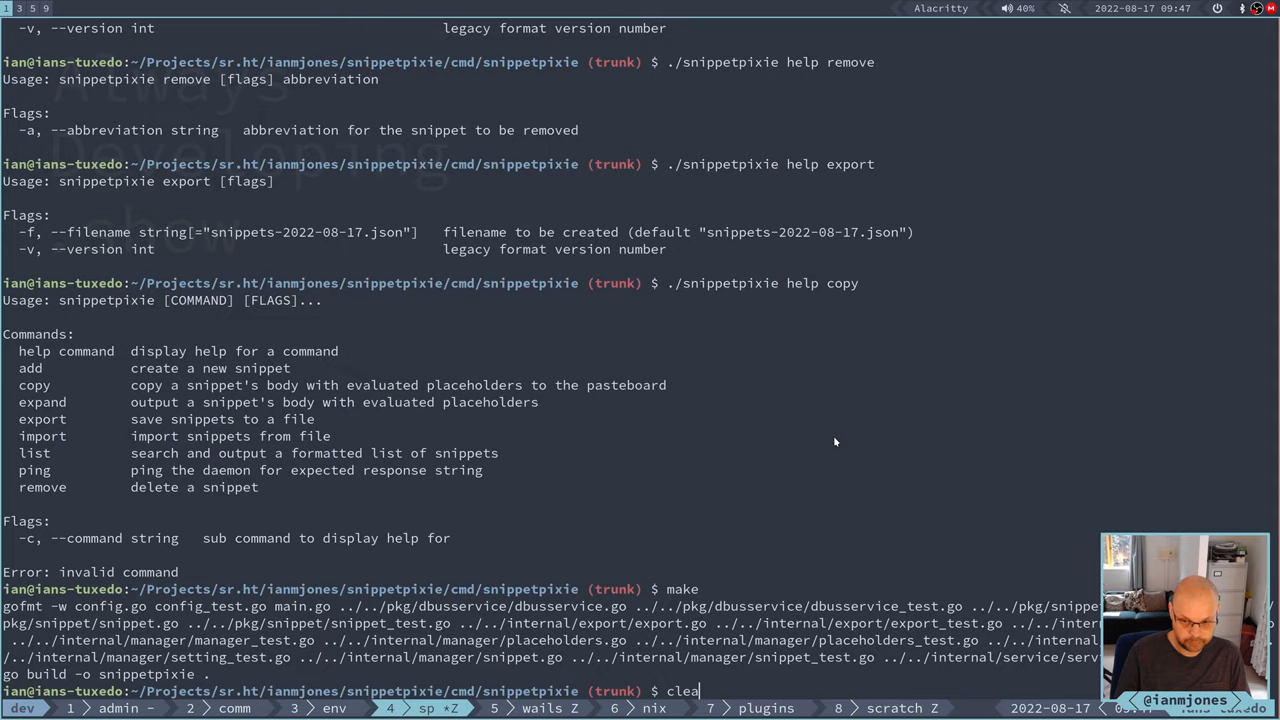 1 3 5 9
Alacritty
40%
2022-08-17 09:47
-v, --version int legacy format version number
ian@ians-tuxedo:~/Projects/sr.ht/ianmjones/snippetpixie/cmd/snippetpixie (trunk) $ ./snippetpixie help remove
Usage: snippetpixie remove [flags] abbreviation
Flags:
-a, --abbreviation string abbreviation for the snippet to be removed
ian@ians-tuxedo:~/Projects/sr.ht/ianmjones/snippetpixie/cmd/snippetpixie (trunk) $ ./snippetpixie help export
Usage: snippetpixie export [flags]
Flags:
-f, --filename string[="snippets-2022-08-17.json"] filename to be created (default "snippets-2022-08-17.json")
-v, --version int legacy format version number
ian@ians-tuxedo:~/Projects/sr.ht/ianmjones/snippetpixie/cmd/snippetpixie (trunk) $ ./snippetpixie help copy
Usage: snippetpixie [COMMAND] [FLAGS]...
Commands:
help command display help for a command
add create a new snippet
copy copy a snippet's body with evaluated placeholders to the pasteboard
expand output a snippet's body with evaluated placeholders
export save snippets to a file
import import snippets from file
list search and output a formatted list of snippets
ping ping the daemon for expected response string
remove delete a snippet
Flags:
-c, --command string sub command to display help for
Error: invalid command
ian@ians-tuxedo:~/Projects/sr.ht/ianmjones/snippetpixie/cmd/snippetpixie (trunk) $ make
gofmt -w config.go config_test.go main.go ../../pkg/dbusservice/dbusservice.go ../../pkg/dbusservice/dbusservice_test.go ../../pkg/snippe
pkg/snippet/snippet.go ../../pkg/snippet/snippet_test.go ../../internal/export/export.go ../../internal/export/export_test.go ../../inter
../../internal/manager/manager_test.go ../../internal/manager/placeholders.go ../../internal/manager/placeholders_test.go ../../internal
/../internal/manager/setting_test.go ../../internal/manager/snippet.go ../../internal/manager/snippet_test.go ../../internal/service/serv
go build -o snippetpixie .
ian@ians-tuxedo:~/Projects/sr.ht/ianmjones/snippetpixie/cmd/snippetpixie (trunk) $ clea
dev 1 admin - 2 comm 3 env 4 sp *Z 5 wails Z 6 nix 7 plugins 8 scratch Z 2022-08-17
@ianmjones
Always
Developing
.show